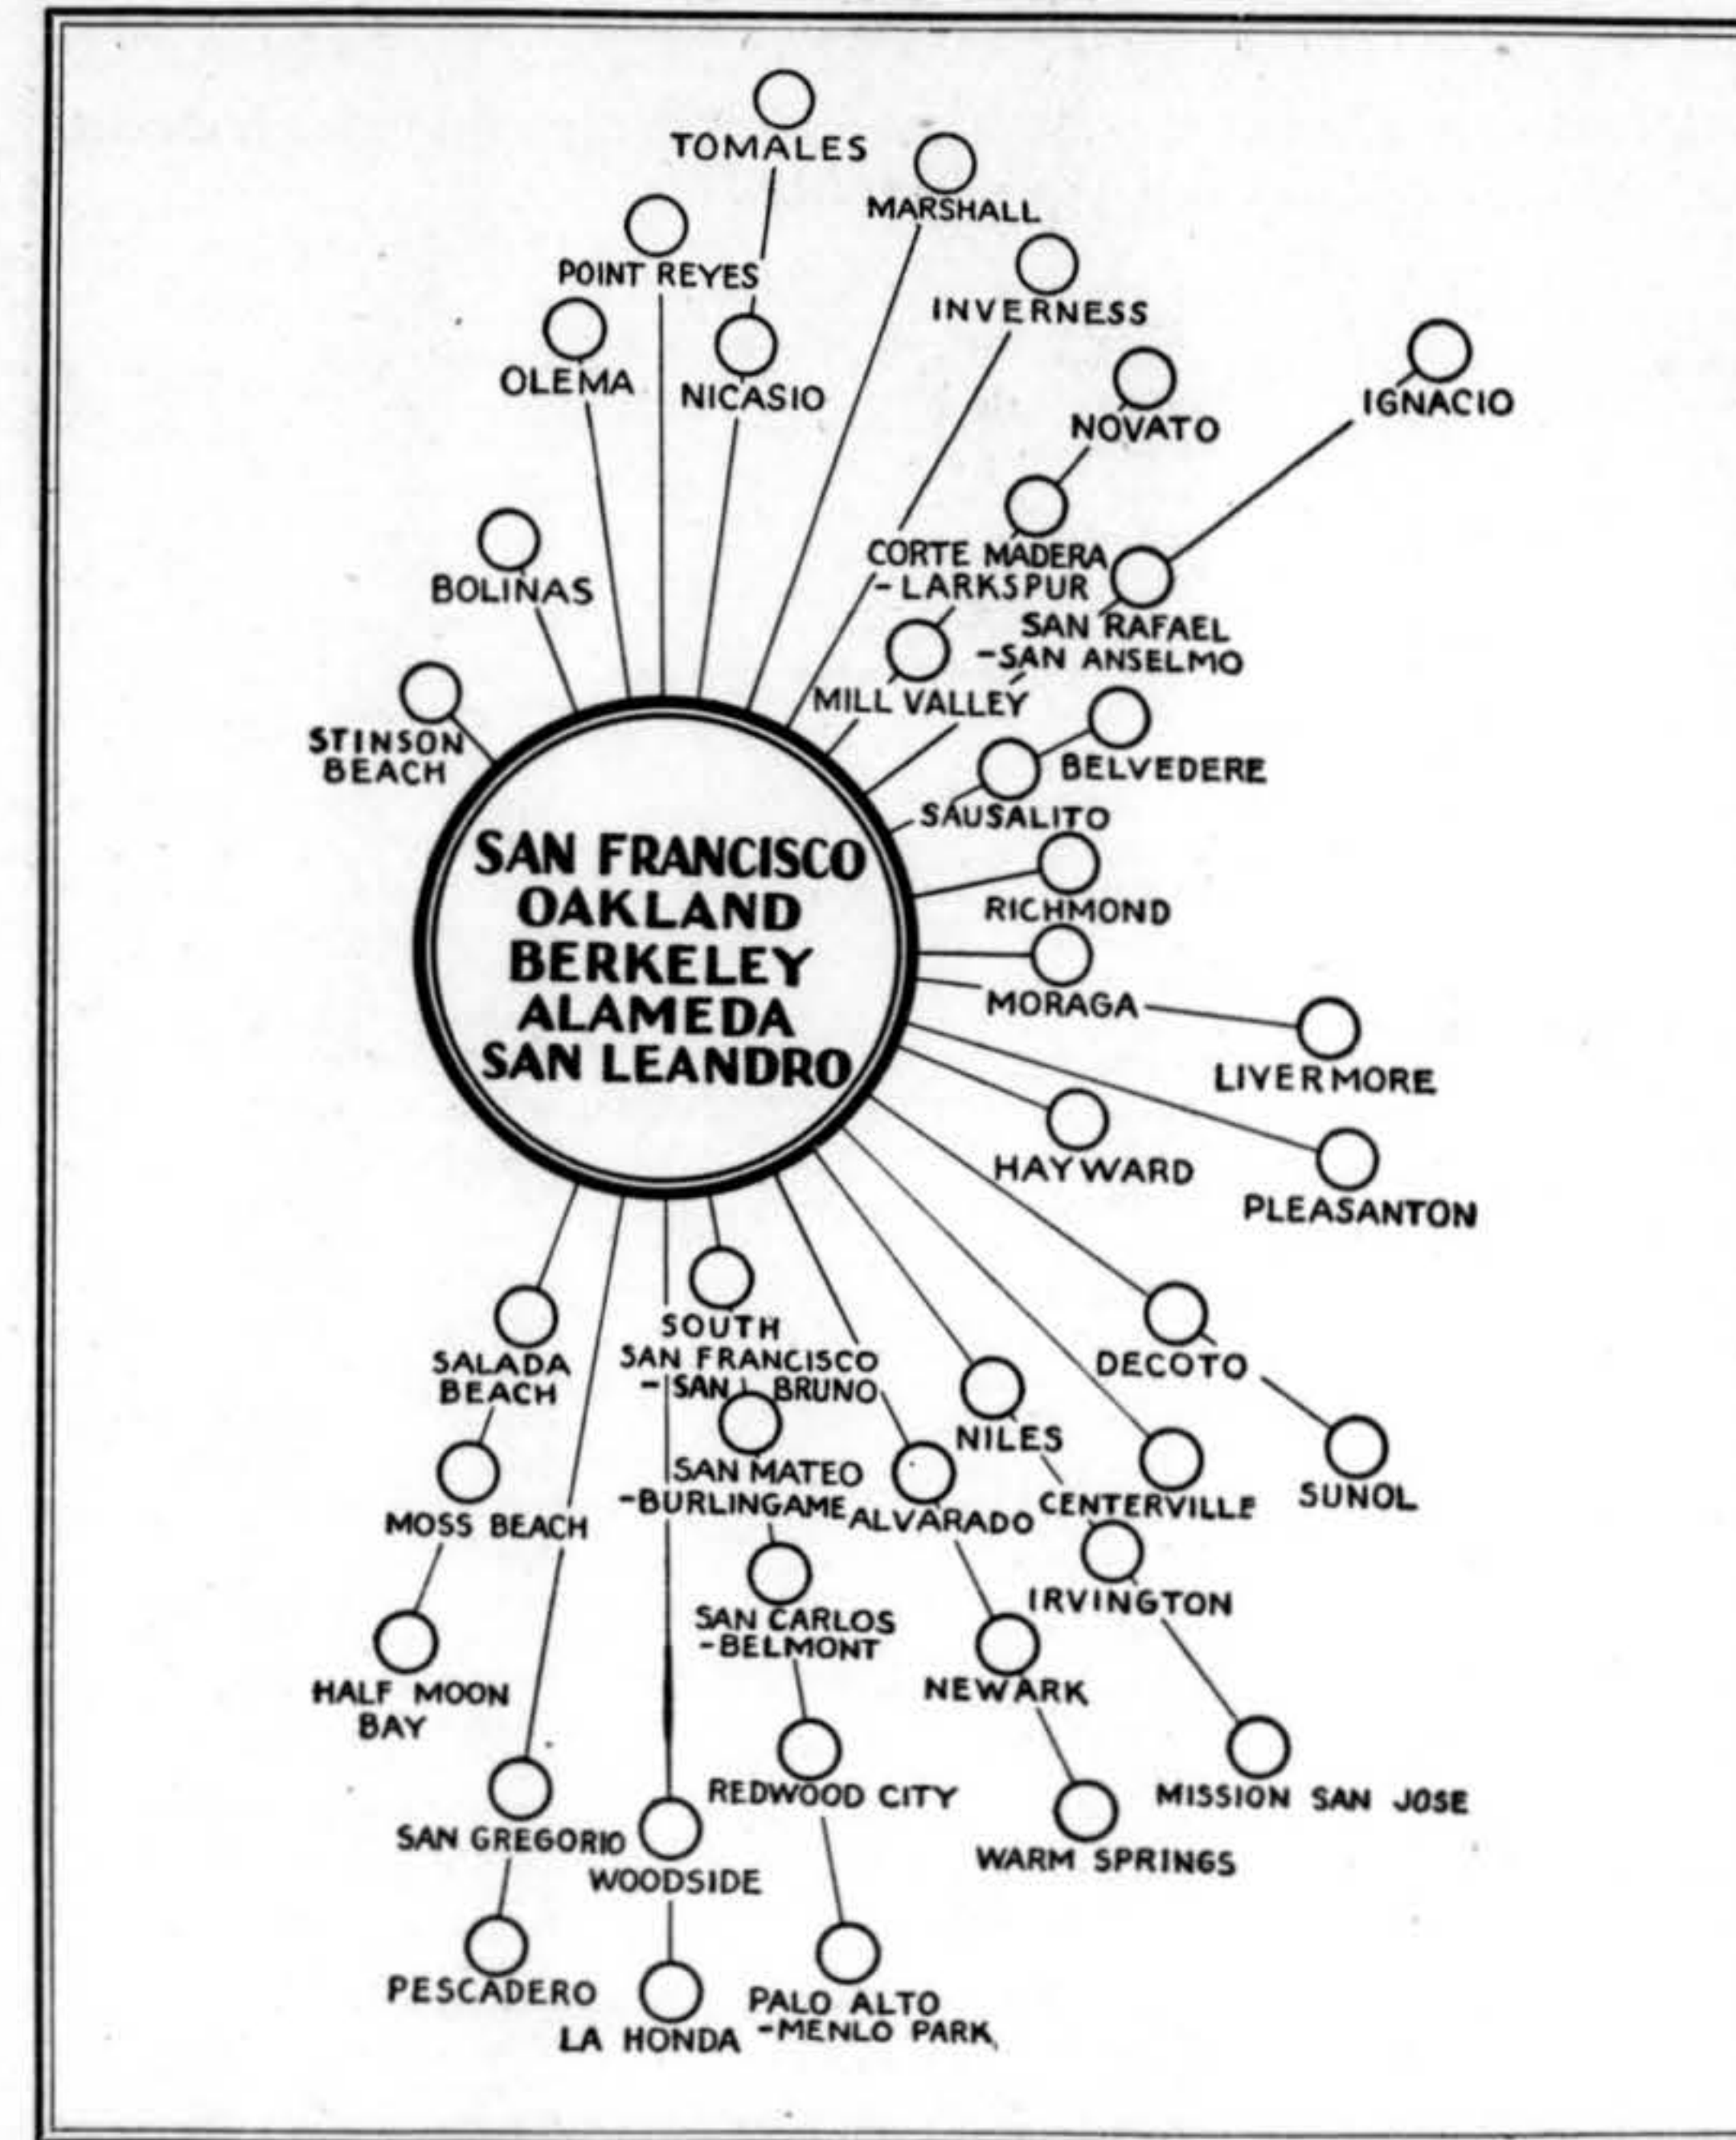 TOMALES
MARSHALL
POINT REYES
INVERNESS
OLEMA
NICASIO
IGNACIO
NOVATO
CORTE MADERA
-LARKSPUR
BOLINAS
SAN RAFAEL
-SAN ANSELMO
MILL VALLEY
STINSON
BEACH
BELVEDERE
SAUSALITO
SAN FRANCISCO
OAKLAND
BERKELEY
ALAMEDA
SAN LEANDRO
RICHMOND
MORAGA
LIVERMORE
HAYWARD
PLEASANTON
SOUTH
SAN FRANCISCO
-SAN BRUNO
SALADA
BEACH
DECOTO
NILES
SAN MATEO
-BURLINGAME
ALVARADO
CENTERVILLE
SUNOL
MOSS BEACH
IRVINGTON
SAN CARLOS
-BELMONT
NEWARK
HALF MOON
BAY
REDWOOD CITY
MISSION SAN JOSE
SAN GREGORIO
WOODSIDE
WARM SPRINGS
PESCADERO
LA HONDA
PALO ALTO
-MENLO PARK